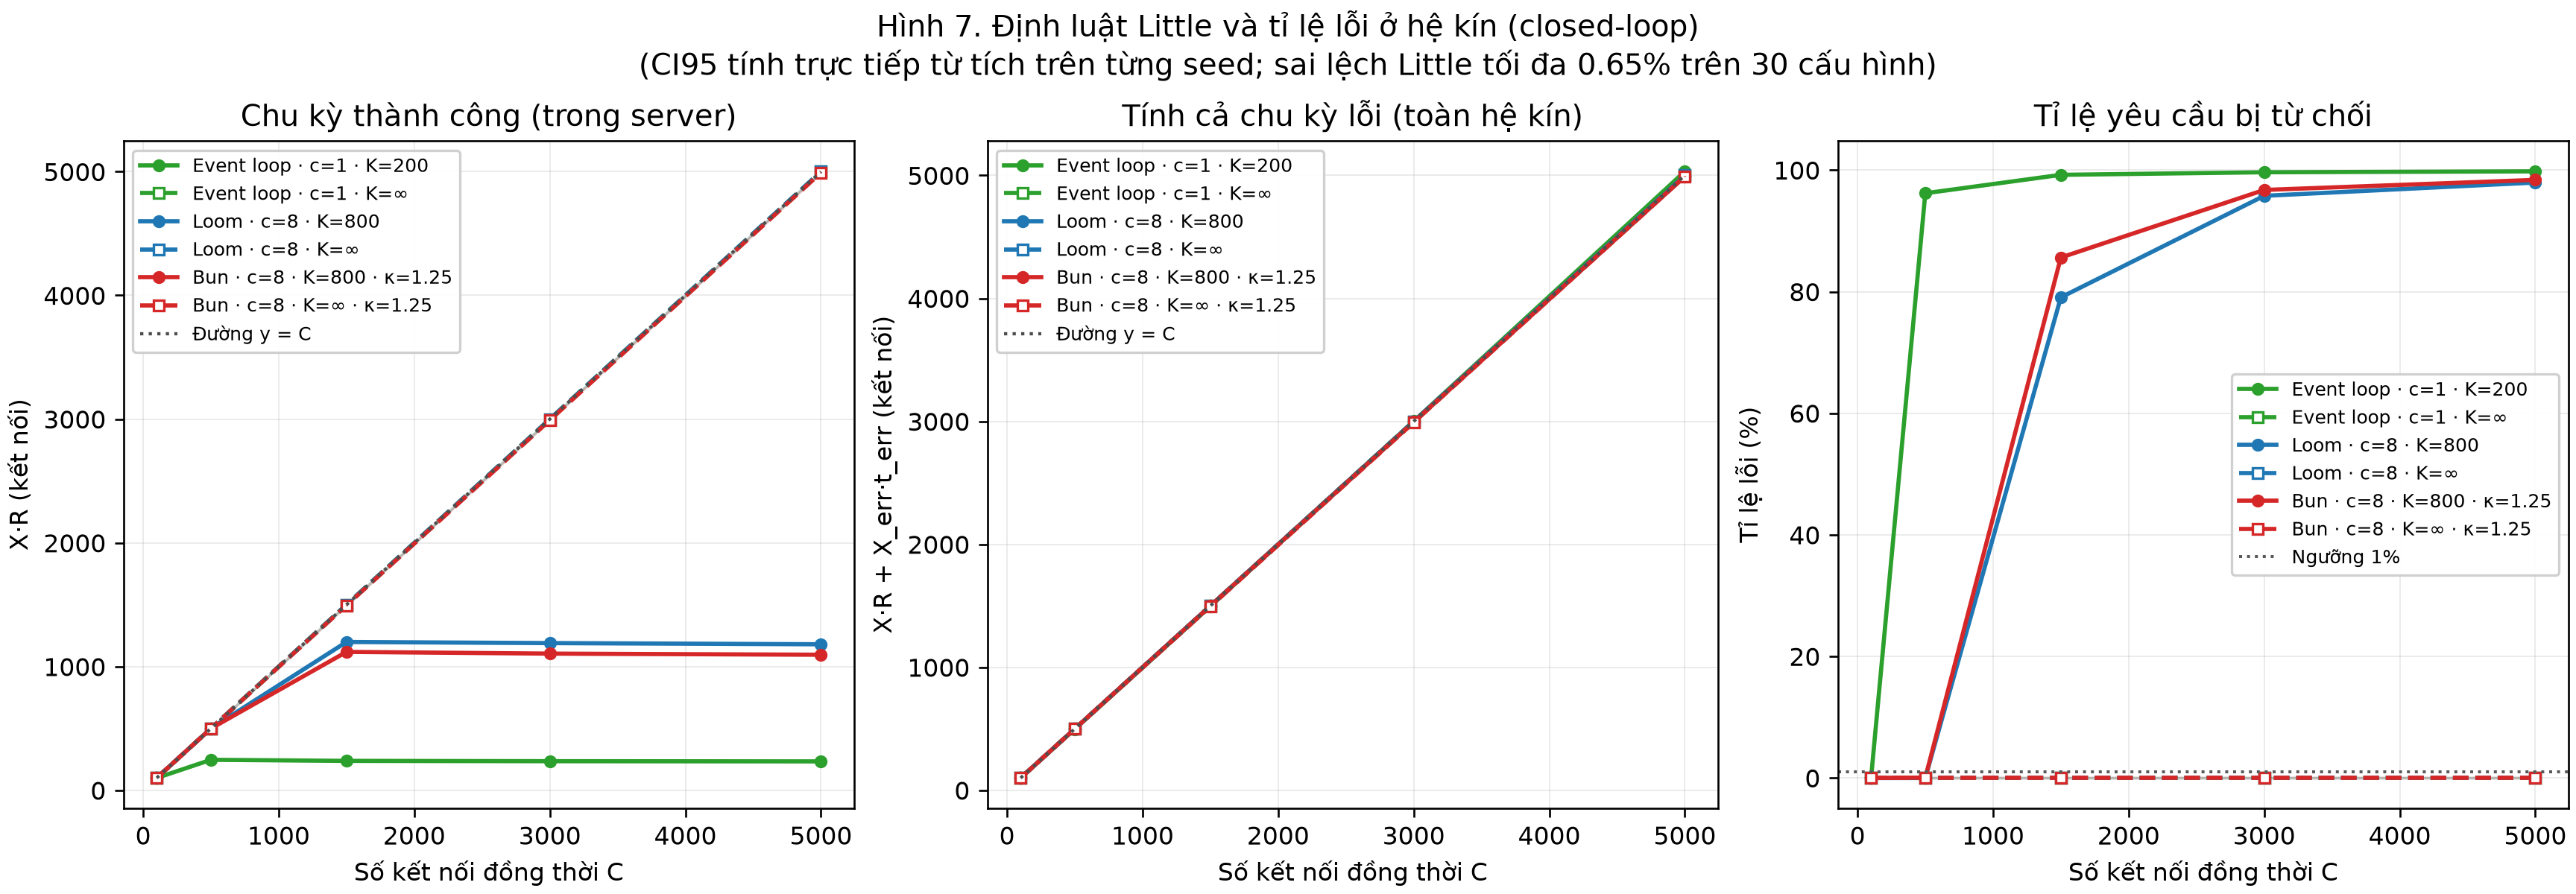 Hình 7. Định luật Little và tỉ lệ lỗi ở hệ kín (closed-loop)
(CI95 tính trực tiếp từ tích trên từng seed; sai lệch Little tối đa 0.65% trên 30 cấu hình)
Chu kỳ thành công (trong server)
X·R (kết nối)
5000
4000
3000
2000
1000
0
Event loop · c=1 · K=200
Event loop · c=1 · K=∞
Loom · c=8 · K=800
Loom · c=8 · K=∞
Bun · c=8 · K=800 · κ=1.25
Bun · c=8 · K=∞ · κ=1.25
Đường y = C
0 1000 2000 3000 4000 5000
Số kết nối đồng thời C
Tính cả chu kỳ lỗi (toàn hệ kín)
X·R + X_err·t_err (kết nối)
5000
4000
3000
2000
1000
0
Event loop · c=1 · K=200
Event loop · c=1 · K=∞
Loom · c=8 · K=800
Loom · c=8 · K=∞
Bun · c=8 · K=800 · κ=1.25
Bun · c=8 · K=∞ · κ=1.25
Đường y = C
0 1000 2000 3000 4000 5000
Số kết nối đồng thời C
Tỉ lệ yêu cầu bị từ chối
Tỉ lệ lỗi (%)
100
80
60
40
20
0
Event loop · c=1 · K=200
Event loop · c=1 · K=∞
Loom · c=8 · K=800
Loom · c=8 · K=∞
Bun · c=8 · K=800 · κ=1.25
Bun · c=8 · K=∞ · κ=1.25
Ngưỡng 1%
0 1000 2000 3000 4000 5000
Số kết nối đồng thời C